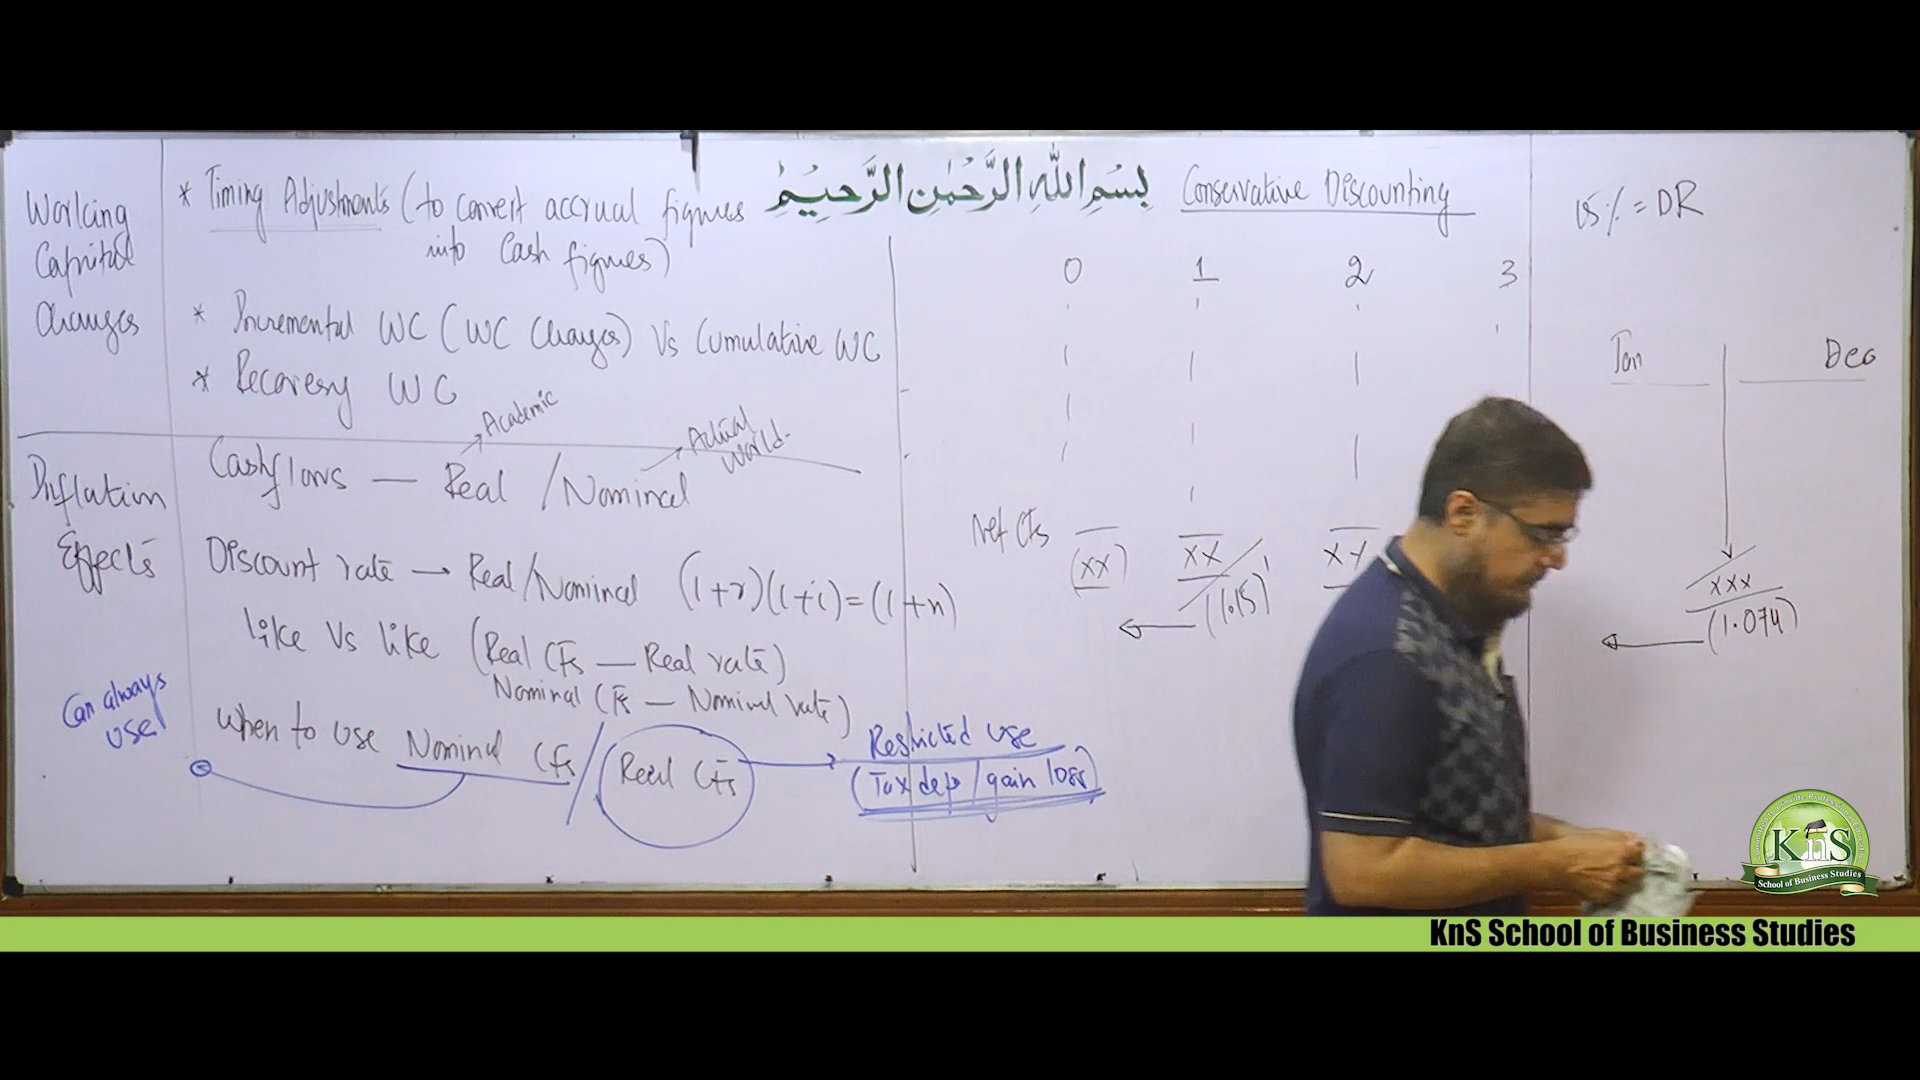 Working
Capital
Changes
* Timing Adjustments (to convert accrual figures
into Cash figures)
* Incremental WC (WC Changes) Vs Cumulative WC
* Recovery WC
Inflation
Effects
Academic
Actual
World.
Cashflows — Real / Nominal
Discount rate → Real/Nominal (1+r)(1+i)=(1+n)
like Vs like (Real CFs — Real rate)
Nominal CFs — Nominal rate)
Can always
use
When to use Nominal CFs / Real CFs
Restricted use
(Tax dep / gain loss)
بِسْمِ اللهِ الرَّحْمٰنِ الرَّحِيْمِ
Conservative Discounting
0 1 2 3
Net CFs (xx) xx xx
(1.15)¹
15% = DR
Jan Dec
xxx
(1.074)
KnS
School of Business Studies
KnS School of Business Studies